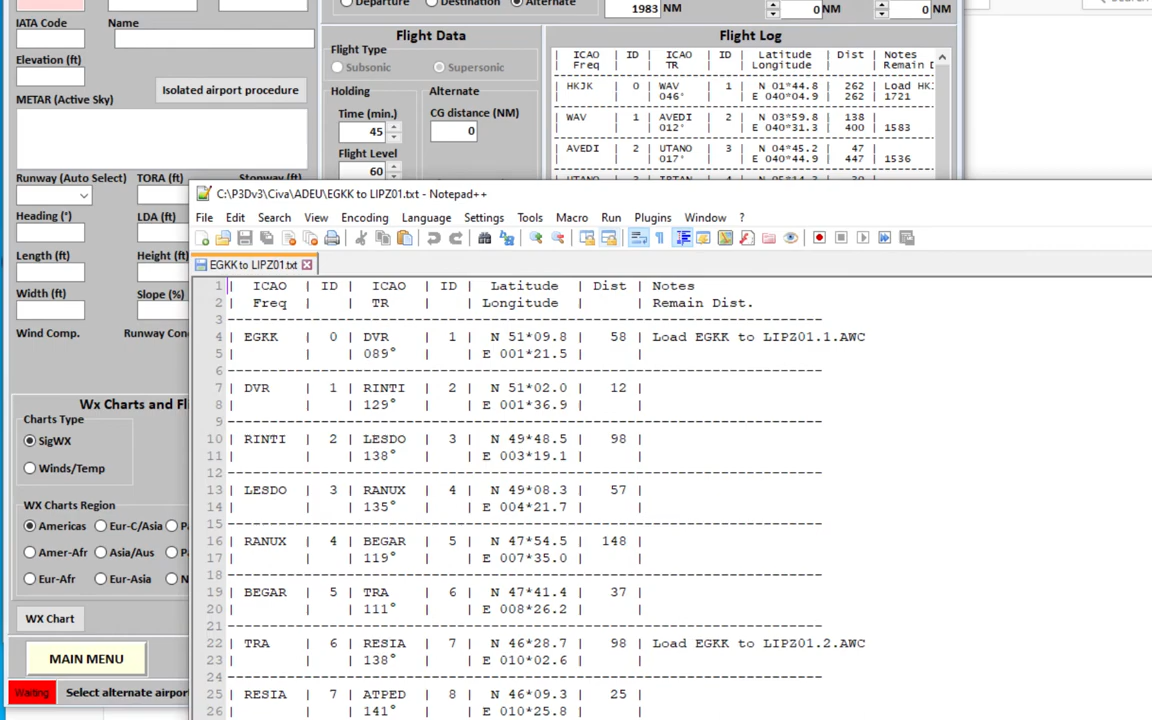 Departure Destination Alternate
1983 NM 0 NM 0 NM
IATA Code
Elevation (ft)
Isolated airport procedure
METAR (Active Sky)
Runway (Auto Select) TORA (ft) Stopway (ft)
Heading (°) LDA (ft)
Length (ft) Height (ft)
Width (ft) Slope (%)
Wind Comp. Runway Con
Flight Data
Flight Type
Subsonic Supersonic
Holding Alternate
Time (min.) CG distance (NM)
45 0
Flight Level
60
Flight Log
| ICAO | ID | ICAO | ID | Latitude | Dist | Notes
| Freq | | TR | | Longitude | | Remain D
| HKJK | 0 | WAV | 1 | N 01*44.8 | 262 | Load HK
| | | 046° | | E 040*04.9 | 262 | 1721
| WAV | 1 | AVEDI | 2 | N 03*59.8 | 138 |
| | | 012° | | E 040*31.3 | 400 | 1583
| AVEDI | 2 | UTANO | 3 | N 04*45.2 | 47 |
| | | 017° | | E 040*44.9 | 447 | 1536
C:\P3Dv3\Civa\ADEU\EGKK to LIPZ01.txt - Notepad++
File Edit Search View Encoding Language Settings Tools Macro Run Plugins Window ?
EGKK to LIPZ01.txt
1 | ICAO | ID | ICAO | ID | Latitude | Dist | Notes
2 | Freq | | TR | | Longitude | | Remain Dist.
3 -------------------------------------------------------------------------------------
4 | EGKK | 0 | DVR | 1 | N 51*09.8 | 58 | Load EGKK to LIPZ01.1.AWC
5 | | | 089° | | E 001*21.5 | |
6 -------------------------------------------------------------------------------------
7 | DVR | 1 | RINTI | 2 | N 51*02.0 | 12 |
8 | | | 129° | | E 001*36.9 | |
9 -------------------------------------------------------------------------------------
10 | RINTI | 2 | LESDO | 3 | N 49*48.5 | 98 |
11 | | | 138° | | E 003*19.1 | |
12 -------------------------------------------------------------------------------------
13 | LESDO | 3 | RANUX | 4 | N 49*08.3 | 57 |
14 | | | 135° | | E 004*21.7 | |
15 -------------------------------------------------------------------------------------
16 | RANUX | 4 | BEGAR | 5 | N 47*54.5 | 148 |
17 | | | 119° | | E 007*35.0 | |
18 -------------------------------------------------------------------------------------
19 | BEGAR | 5 | TRA | 6 | N 47*41.4 | 37 |
20 | | | 111° | | E 008*26.2 | |
21 -------------------------------------------------------------------------------------
22 | TRA | 6 | RESIA | 7 | N 46*28.7 | 98 | Load EGKK to LIPZ01.2.AWC
23 | | | 138° | | E 010*02.6 | |
24 -------------------------------------------------------------------------------------
25 | RESIA | 7 | ATPED | 8 | N 46*09.3 | 25 |
26 | | | 141° | | E 010*25.8 | |
Wx Charts and Fli
Charts Type
SigWX
Winds/Temp
WX Charts Region
Americas Eur-C/Asia
Amer-Afr Asia/Aus
Eur-Afr Eur-Asia
WX Chart
MAIN MENU
Waiting Select alternate airport